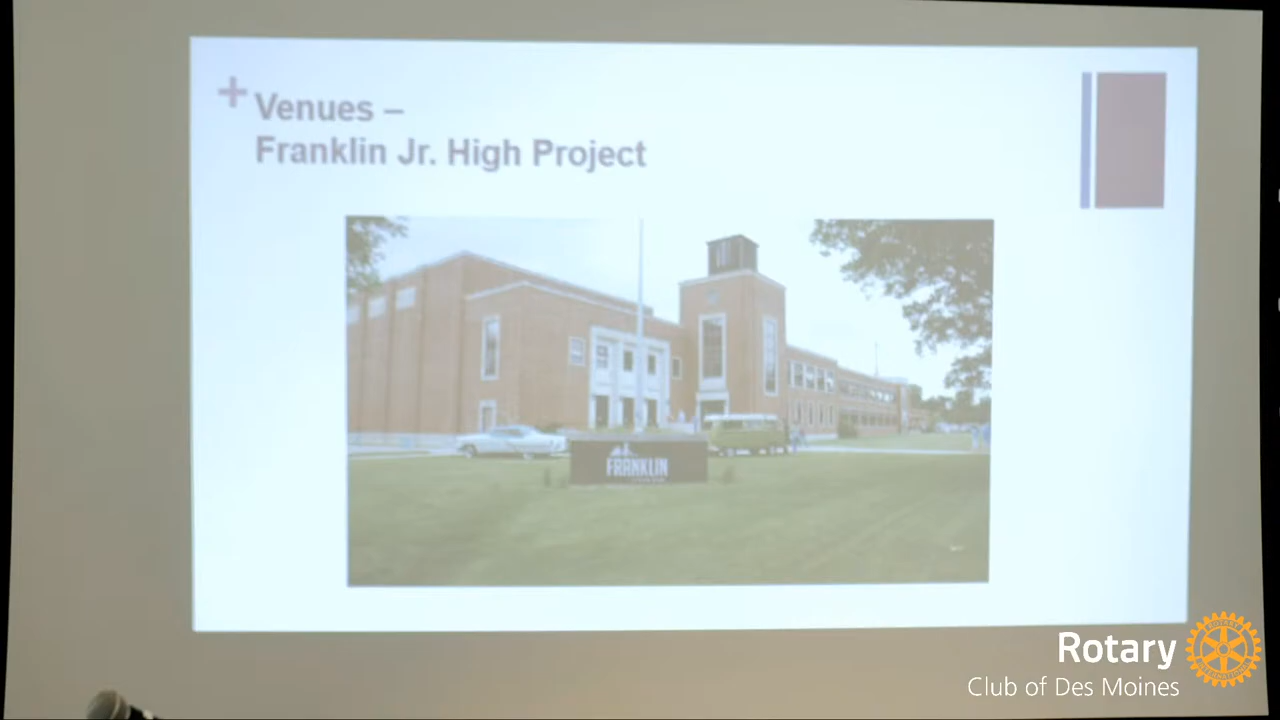 Venues –
Franklin Jr. High Project
FRANKLIN
Rotary
Club of Des Moines